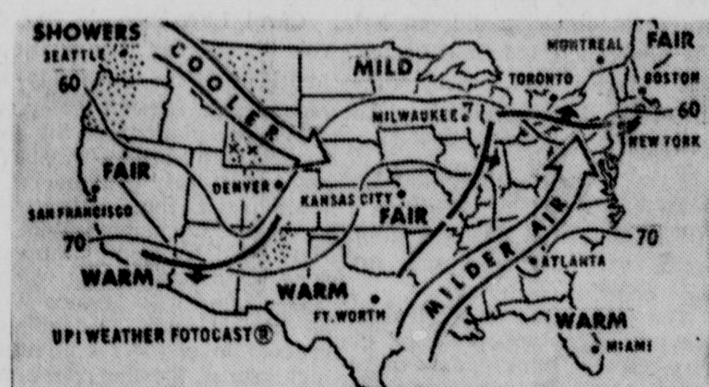 SHOWERS
SEATTLE
60
COOLER
MILD
MONTREAL
FAIR
TORONTO
BOSTON
MILWAUKEE
60
NEW YORK
FAIR
DENVER
KANSAS CITY
FAIR
SAN FRANCISCO
70
WARM
WARM
FT. WORTH
MILDER AIR
70
ATLANTA
WARM
MIAMI
UPI WEATHER FOTOCAST®